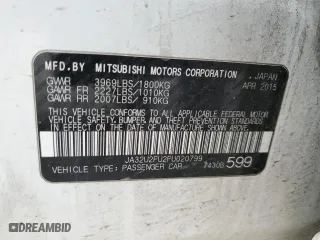 MFD.BY MITSUBISHI MOTORS CORPORATION, JAPAN
GVWR 3969LBS/1800KG APR 2015
GAWR FR 2227LBS/1010KG
GAWR RR 2007LBS/ 910KG
THIS VEHICLE CONFORMS TO ALL APPLICABLE FEDERAL MOTOR
VEHICLE SAFETY, BUMPER AND THEFT PREVENTION STANDARDS
IN EFFECT ON THE DATE OF MANUFACTURE SHOWN ABOVE.
JA32U2FU2FU020799
VEHICLE TYPE: PASSENGER CAR 599
DEALERSHIP.COM